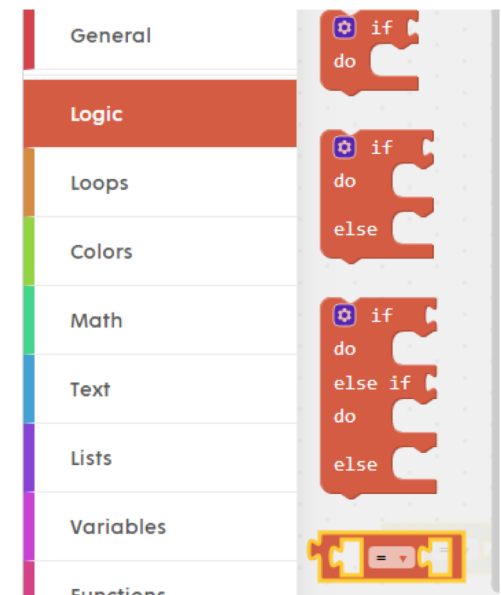 General
Logic
Loops
Colors
Math
Text
Lists
Variables
Functions
if
do
if
do
else
if
do
else if
do
else
=